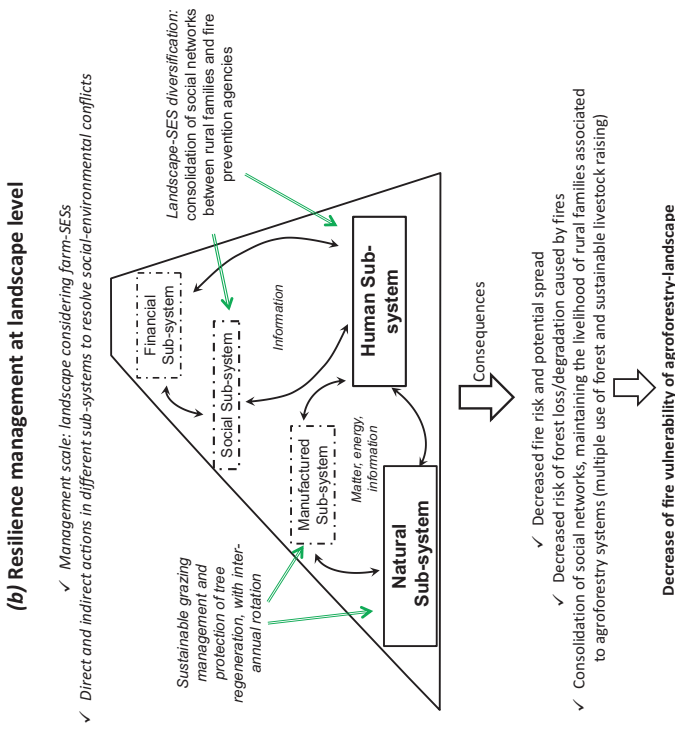 (b) Resilience management at landscape level
✓ Management scale: landscape considering farm-SESs
✓ Direct and indirect actions in different sub-systems to resolve social-environmental conflicts
Landscape-SES diversification:
consolidation of social networks
between rural families and fire
prevention agencies
Financial
Sub-system
Social Sub-system
Information
Sustainable grazing
management and
protection of tree
regeneration, with inter-
annual rotation
Manufactured
Sub-system
Human Sub-
system
Matter, energy,
information
Natural
Sub-system
Consequences
✓ Decreased fire risk and potential spread
✓ Decreased risk of forest loss/degradation caused by fires
✓ Consolidation of social networks, maintaining the livelihood of rural families associated
to agroforestry systems (multiple use of forest and sustainable livestock raising)
Decrease of fire vulnerability of agroforestry-landscape